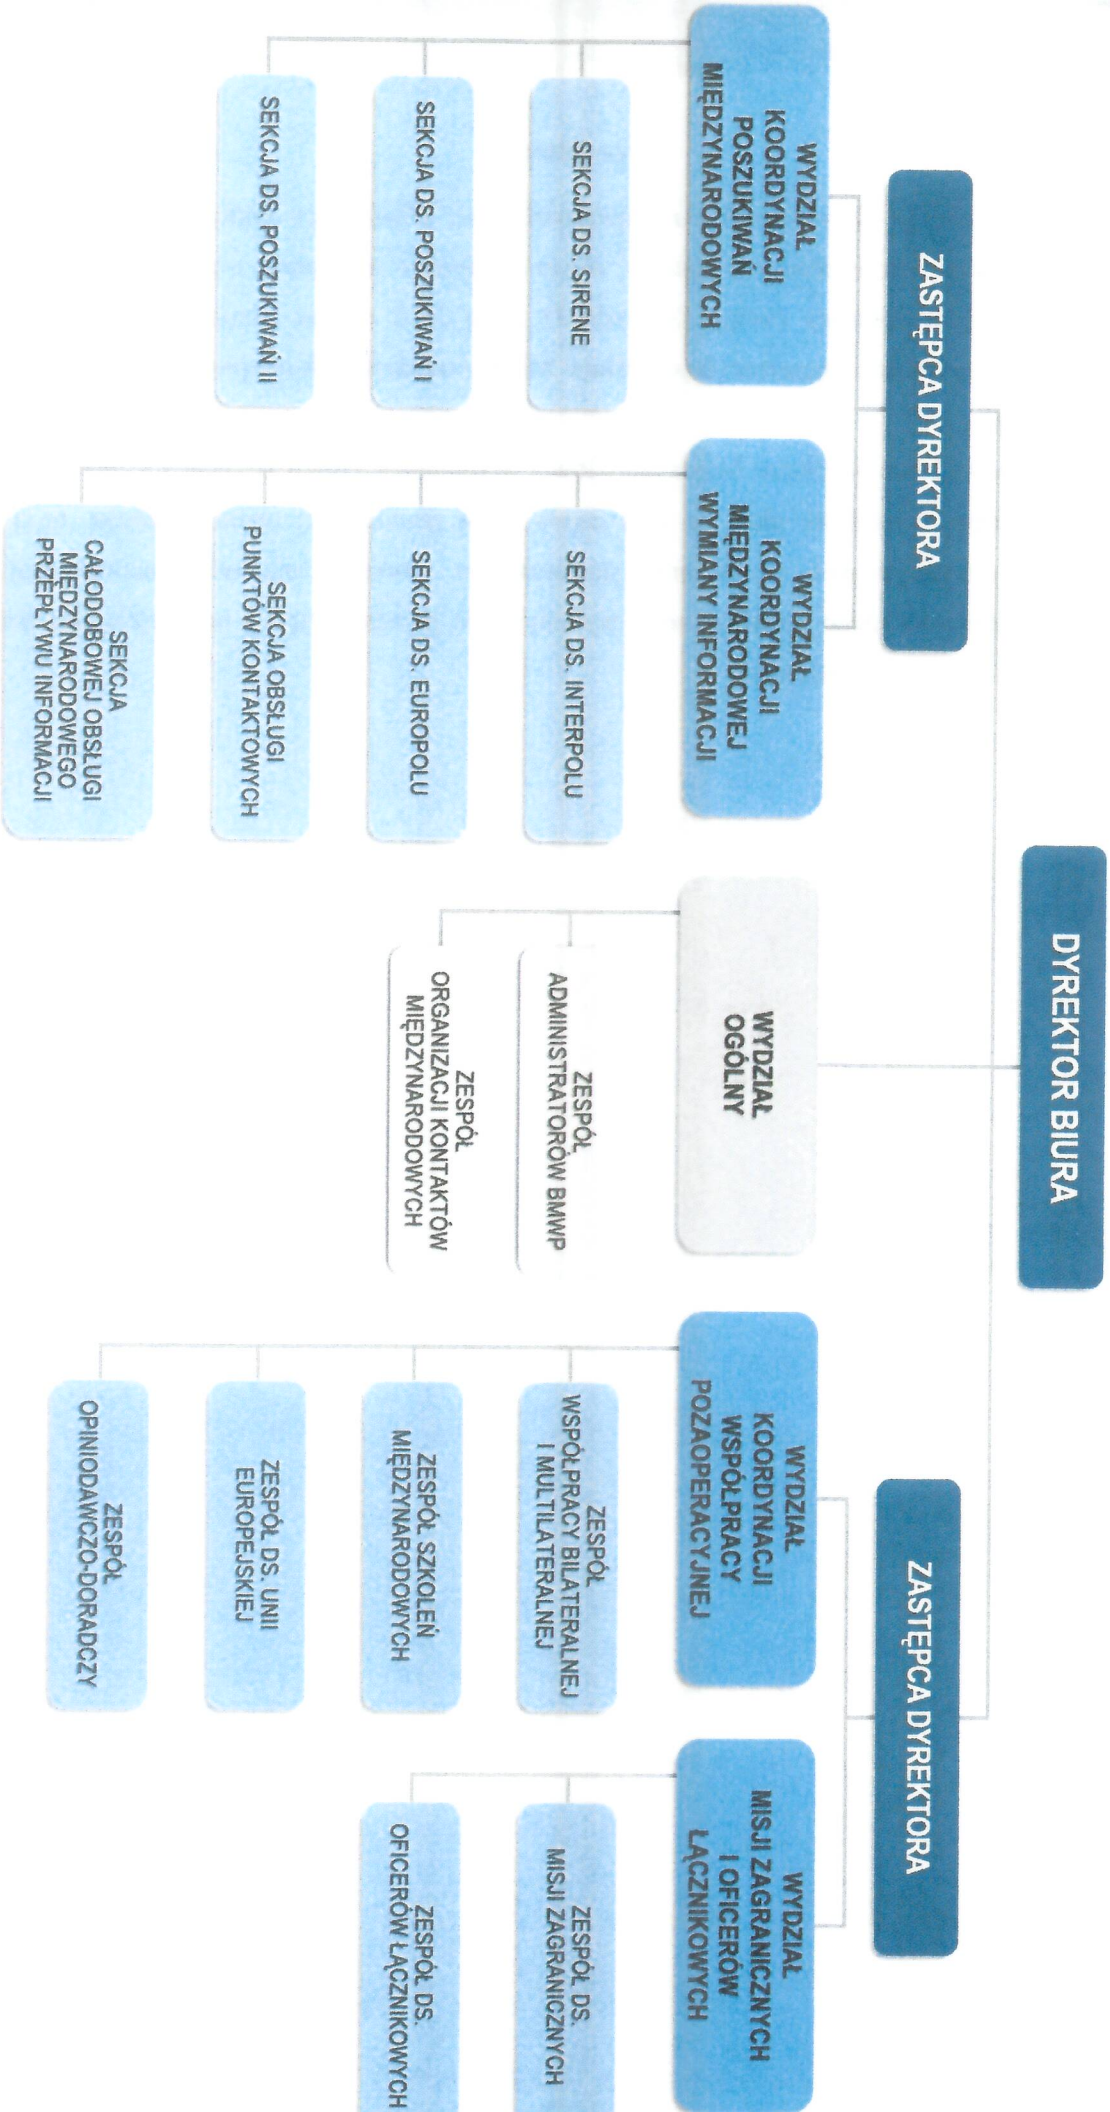 DYREKTOR BIURA
ZASTĘPCA DYREKTORA
ZASTĘPCA DYREKTORA
WYDZIAŁ
KOORDYNACJI
POSZUKIWAŃ
MIĘDZYNARODOWYCH
SEKCJA DS. SIRENE
SEKCJA DS. POSZUKIWAŃ I
SEKCJA DS. POSZUKIWAŃ II
WYDZIAŁ
KOORDYNACJI
MIĘDZYNARODOWEJ
WYMIANY INFORMACJI
SEKCJA DS. INTERPOLU
SEKCJA DS. EUROPOLU
SEKCJA OBSŁUGI
PUNKTÓW KONTAKTOWYCH
SEKCJA
CAŁODOBOWEJ OBSŁUGI
MIĘDZYNARODOWEGO
PRZEPŁYWU INFORMACJI
WYDZIAŁ
OGÓLNY
ZESPÓŁ
ADMINISTRATORÓW BMWP
ZESPÓŁ
ORGANIZACJI KONTAKTÓW
MIĘDZYNARODOWYCH
WYDZIAŁ
KOORDYNACJI
WSPÓŁPRACY
POZAOPERACYJNEJ
ZESPÓŁ
WSPÓŁPRACY BILATERALNEJ
I MULTILATERALNEJ
ZESPÓŁ SZKOLEŃ
MIĘDZYNARODOWYCH
ZESPÓŁ DS. UNII
EUROPEJSKIEJ
ZESPÓŁ
OPINIODAWCZO-DORADCZY
WYDZIAŁ
MISJI ZAGRANICZNYCH
I OFICERÓW
ŁĄCZNIKOWYCH
ZESPÓŁ DS.
MISJI ZAGRANICZNYCH
ZESPÓŁ DS.
OFICERÓW ŁĄCZNIKOWYCH